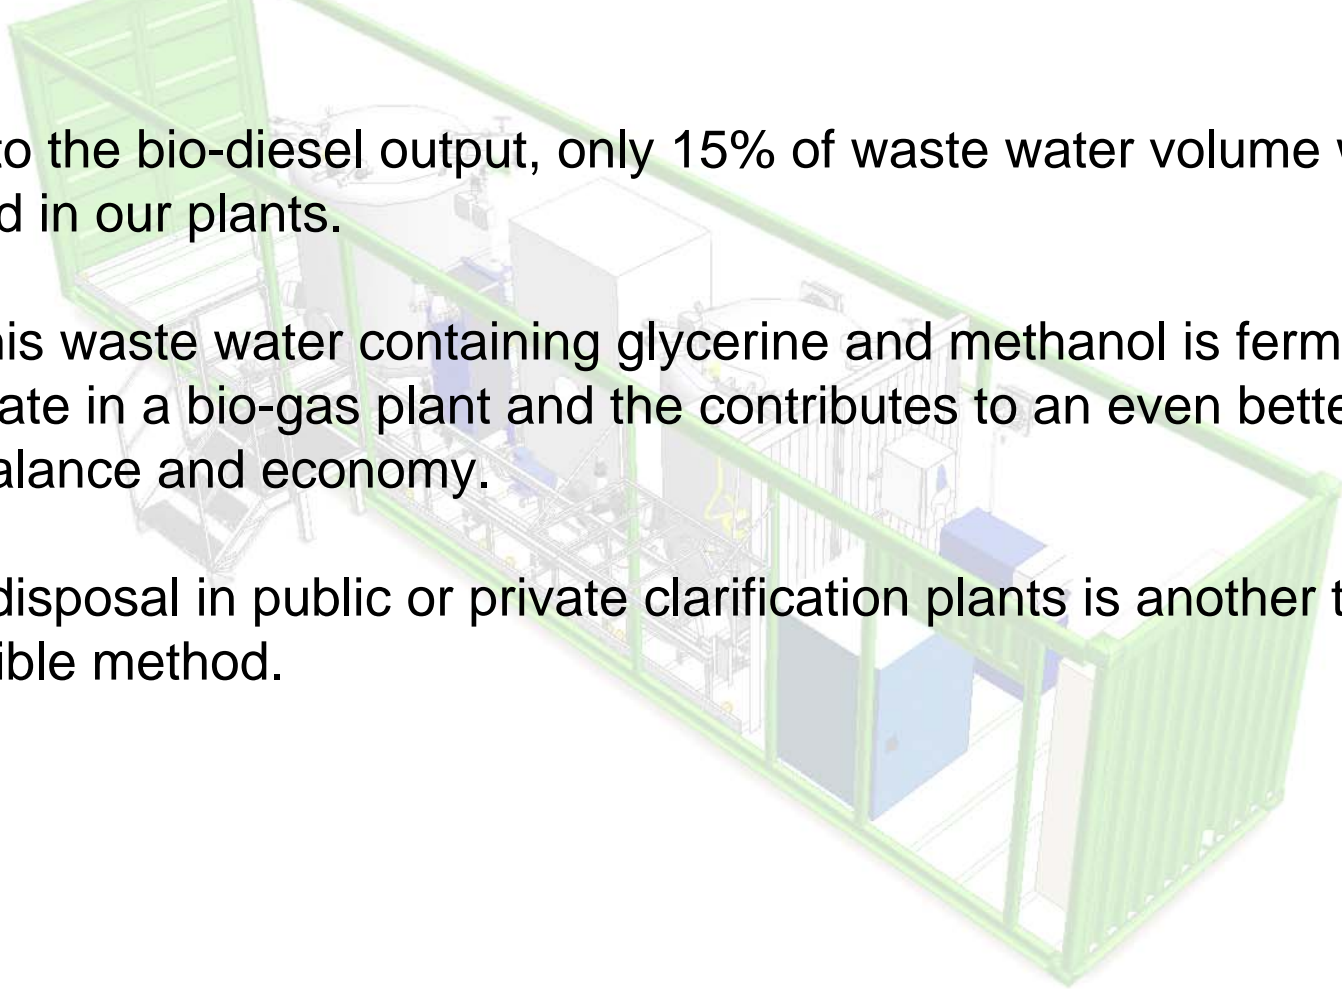 to the bio-diesel output, only 15% of waste water volume
d in our plants.
his waste water containing glycerine and methanol is ferm
ate in a bio-gas plant and the contributes to an even bette
alance and economy.
disposal in public or private clarification plants is another t
ible method.